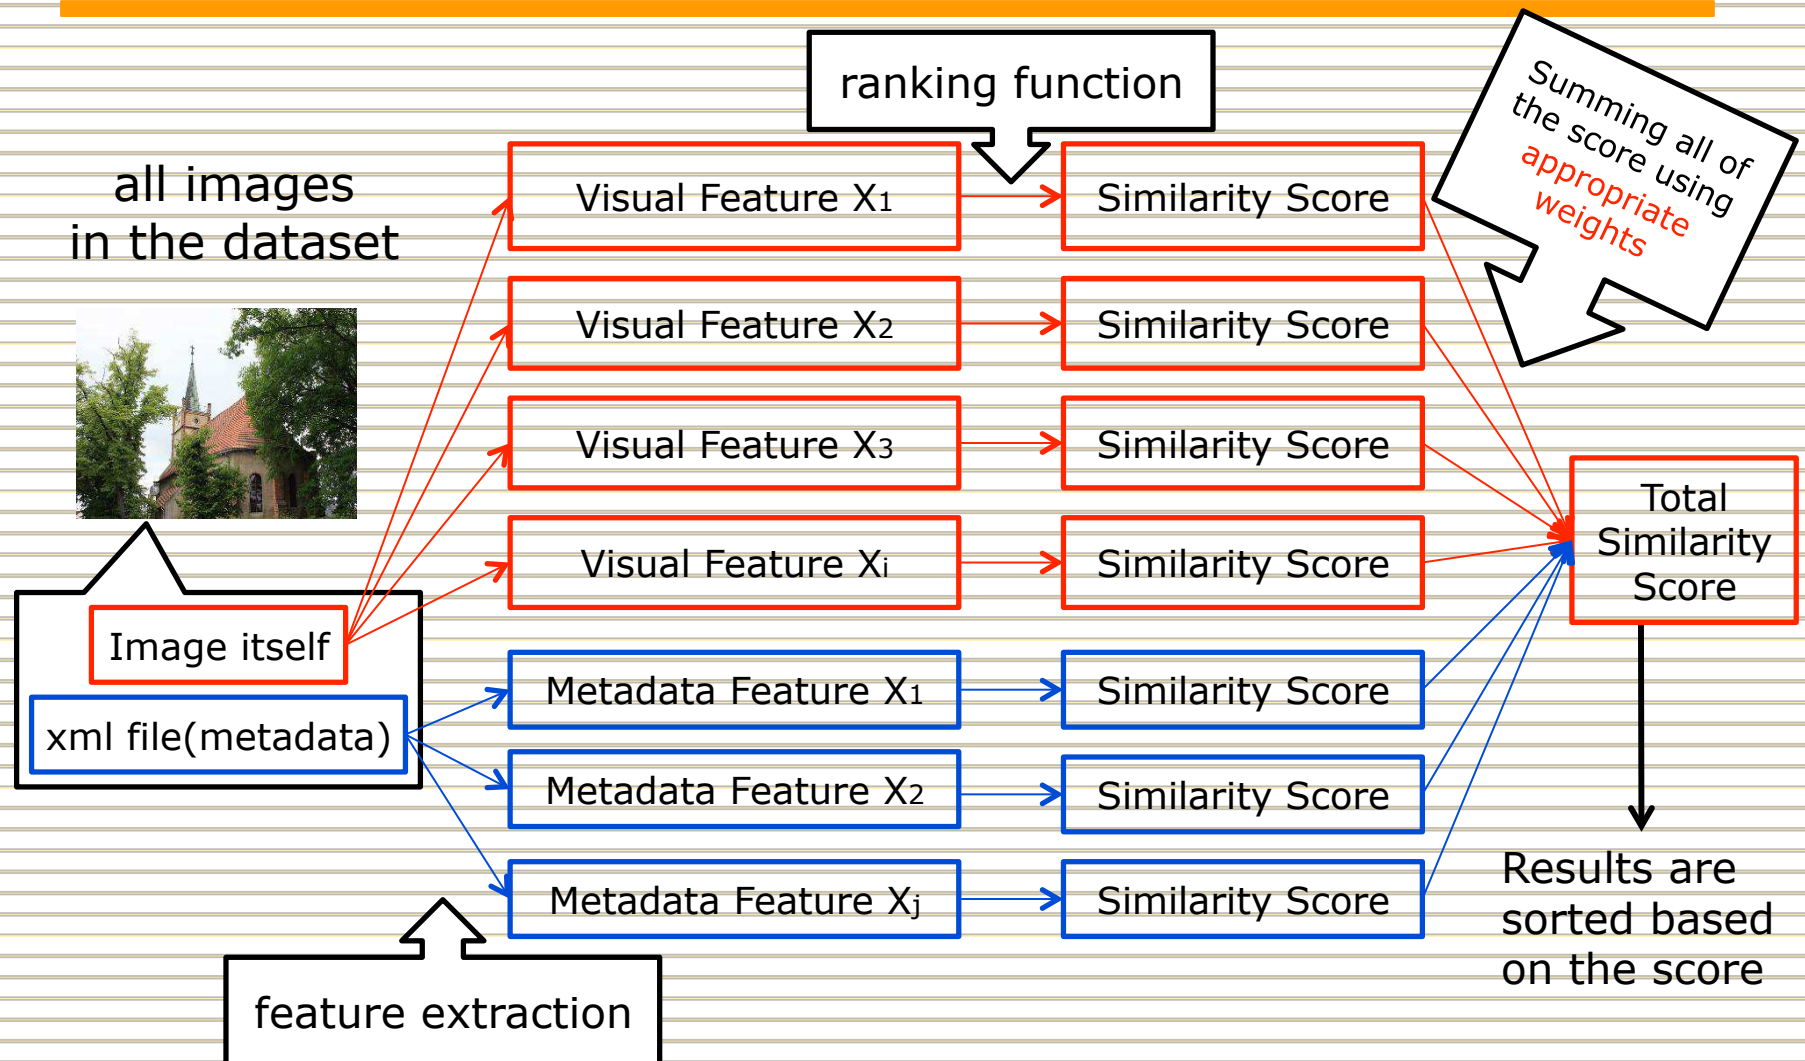 ranking function
Summing all of
the score using
appropriate
weights
all images
in the dataset
Visual Feature X1
Similarity Score
Visual Feature X2
Similarity Score
Visual Feature X3
Similarity Score
Visual Feature Xi
Similarity Score
Total
Similarity
Score
Image itself
xml file(metadata)
Metadata Feature X1
Similarity Score
Metadata Feature X2
Similarity Score
Metadata Feature Xj
Similarity Score
Results are
sorted based
on the score
feature extraction